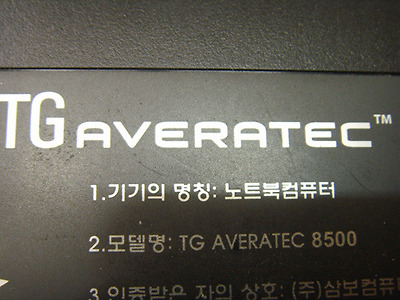 TG AVERATEC™
1.기기의 명칭: 노트북컴퓨터
2.모델명: TG AVERATEC 8500
3.인증받은 자의 상호: (주)삼보컴퓨터